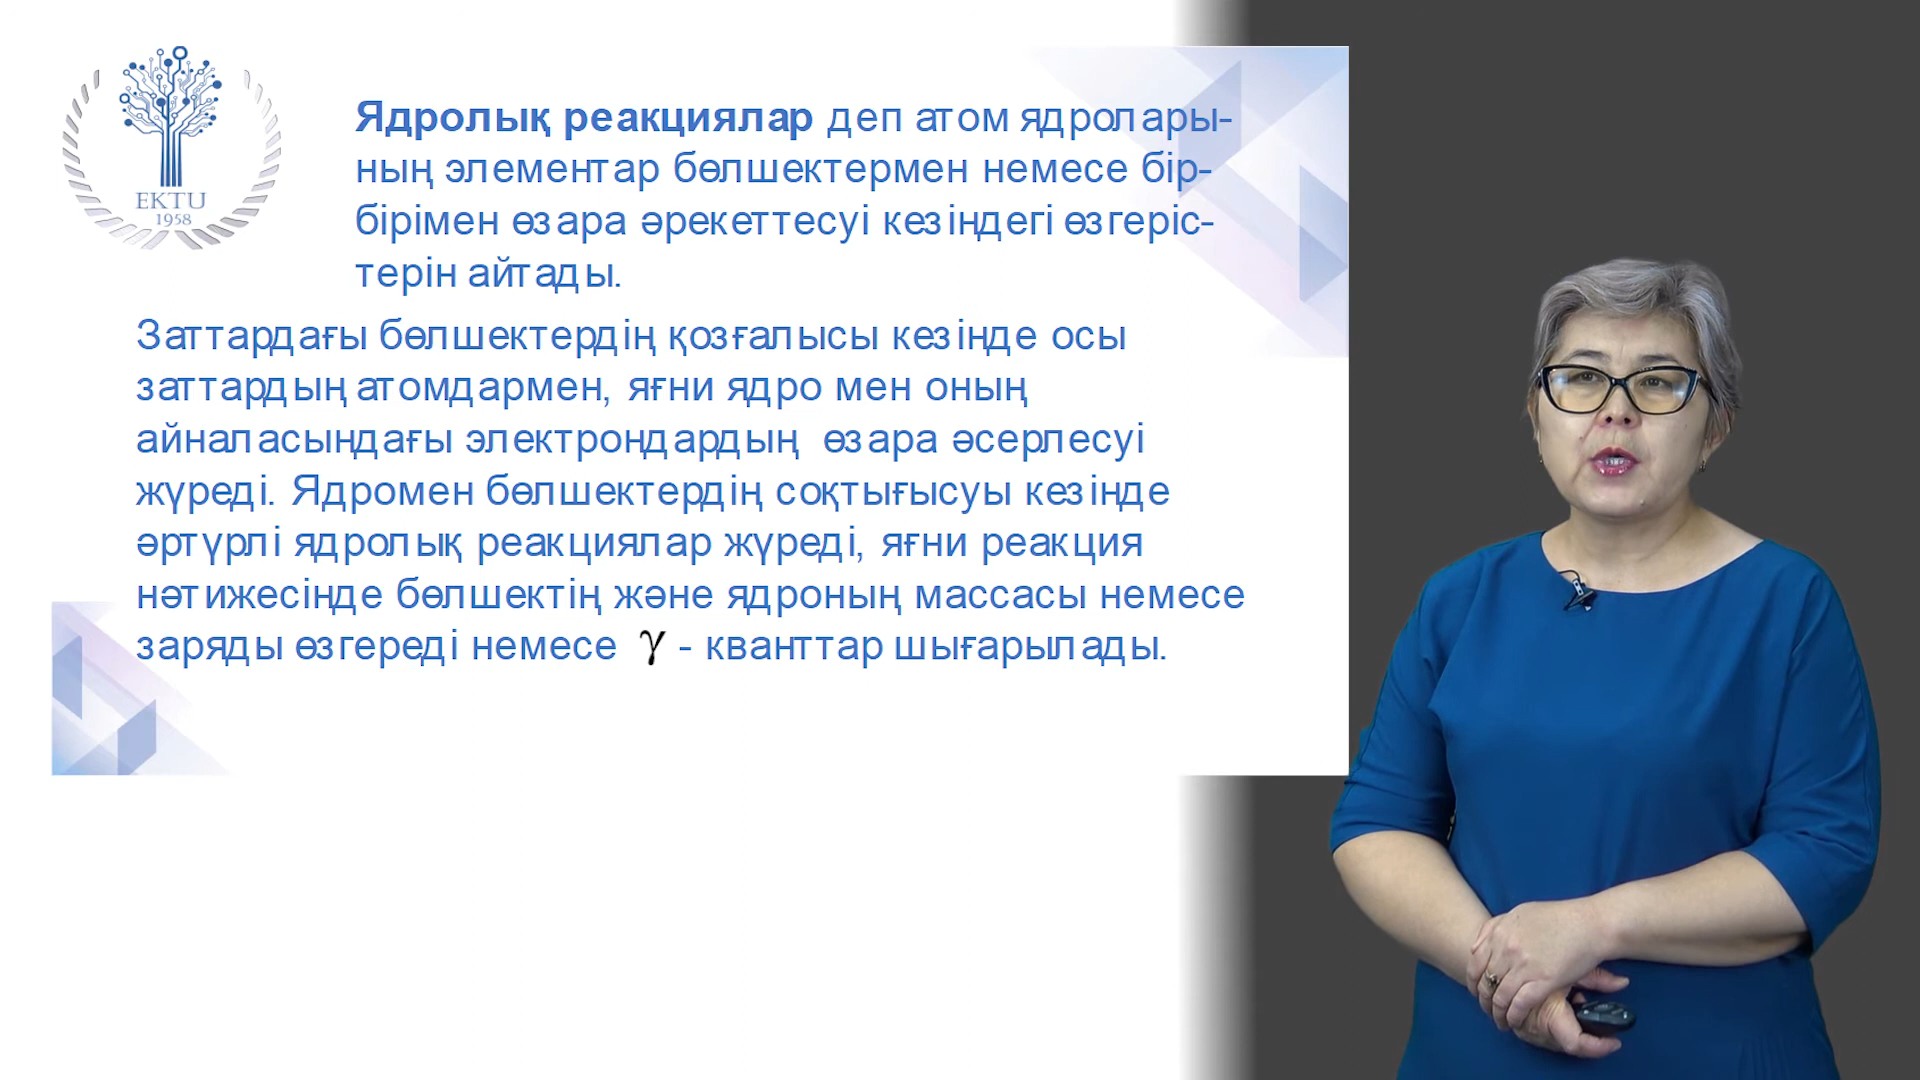 EKTU
1958
Ядролық реакциялар деп атом ядролары-
ның элементар бөлшектермен немесе бір-
бірімен өзара әрекеттесуі кезіндегі өзгеріс-
терін айтады.
Заттардағы бөлшектердің қозғалысы кезінде осы
заттардың атомдармен, яғни ядро мен оның
айналасындағы электрондардың өзара әсерлесуі
жүреді. Ядромен бөлшектердің соқтығысуы кезінде
әртүрлі ядролық реакциялар жүреді, яғни реакция
нәтижесінде бөлшектің және ядроның массасы немесе
заряды өзгереді немесе γ - кванттар шығарылады.